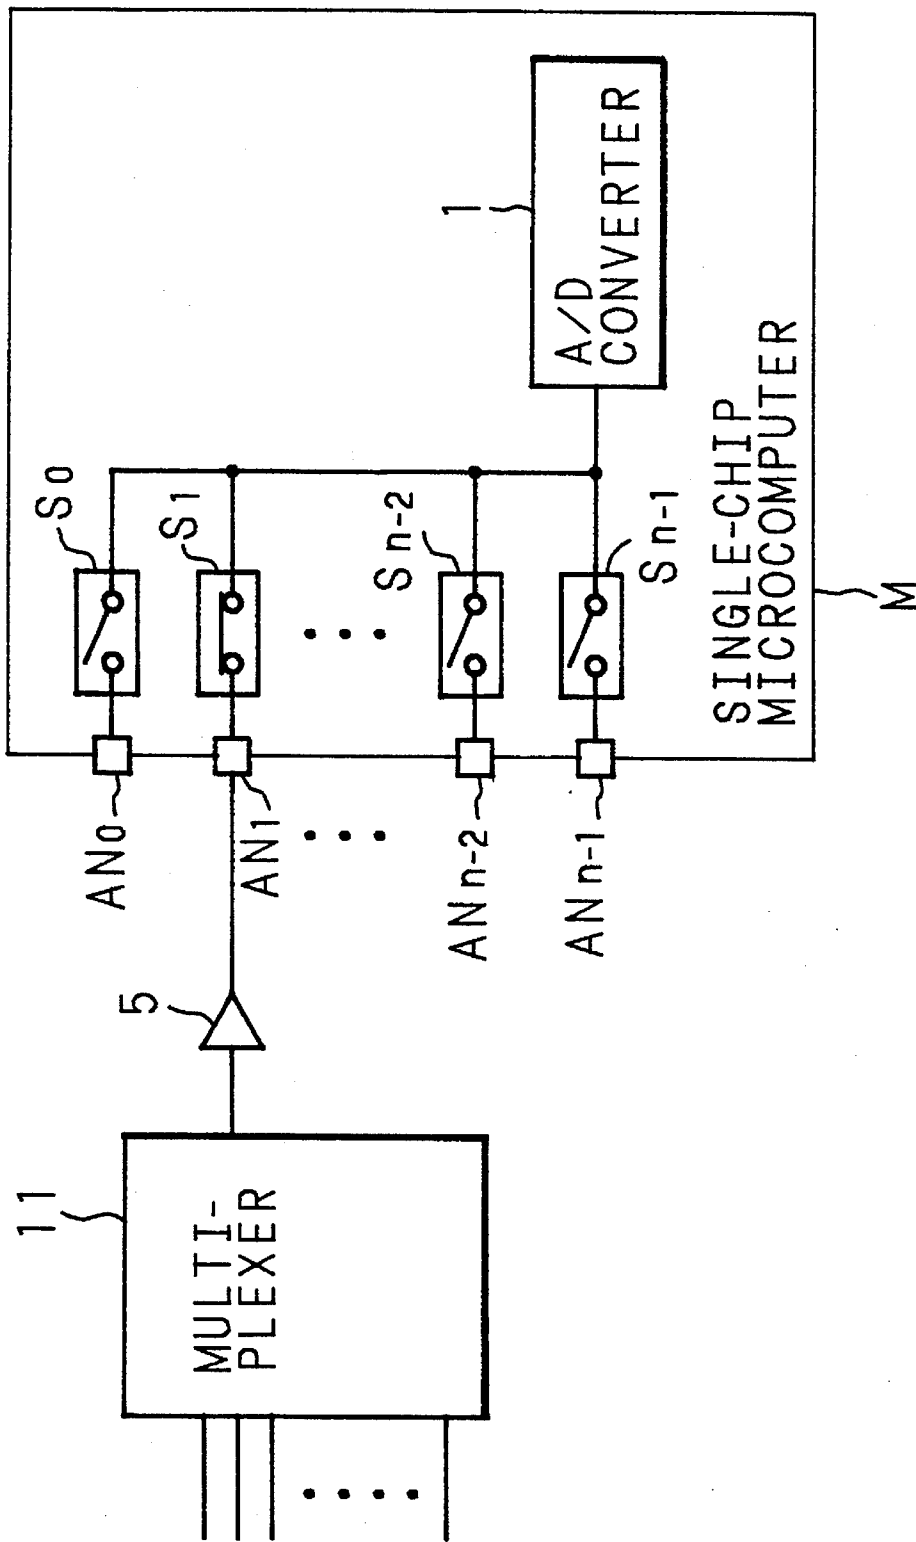 11
MULTI-
PLEXER
5
AN0
AN1
ANn-2
ANn-1
S0
S1
Sn-2
Sn-1
1
A/D
CONVERTER
SINGLE-CHIP
MICROCOMPUTER
M